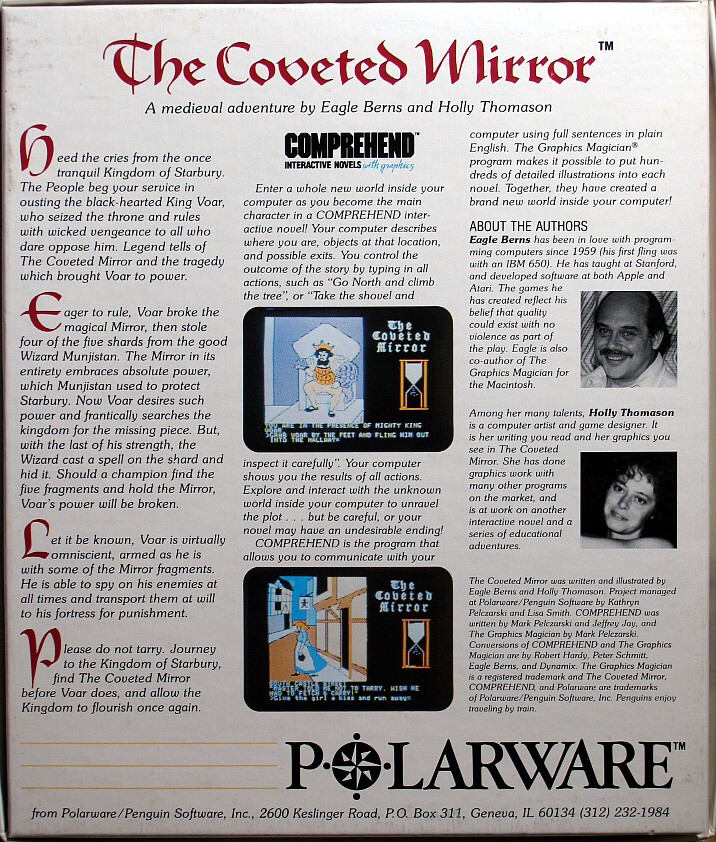 The Coveted Mirror™
A medieval adventure by Eagle Berns and Holly Thomason
Heed the cries from the once
tranquil Kingdom of Starbury.
The People beg your service in
ousting the black-hearted King Voar,
who seized the throne and rules
with wicked vengeance to all who
dare oppose him. Legend tells of
The Coveted Mirror and the tragedy
which brought Voar to power.
Eager to rule, Voar broke the
magical Mirror, then stole
four of the five shards from the good
Wizard Munjistan. The Mirror in its
entirety embraces absolute power,
which Munjistan used to protect
Starbury. Now Voar desires such
power and frantically searches the
kingdom for the missing piece. But,
with the last of his strength, the
Wizard cast a spell on the shard and
hid it. Should a champion find the
five fragments and hold the Mirror,
Voar's power will be broken.
Let it be known, Voar is virtually
omniscient, armed as he is
with some of the Mirror fragments.
He is able to spy on his enemies at
all times and transport them at will
to his fortress for punishment.
Please do not tarry. Journey
to the Kingdom of Starbury,
find The Coveted Mirror
before Voar does, and allow the
Kingdom to flourish once again.
COMPREHEND™
INTERACTIVE NOVELS with graphics
Enter a whole new world inside your
computer as you become the main
character in a COMPREHEND inter-
active novel! Your computer describes
where you are, objects at that location,
and possible exits. You control the
outcome of the story by typing in all
actions, such as “Go North and climb
the tree”, or “Take the shovel and
The
Coveted
Mirror
YOU ARE IN THE PRESENCE OF MIGHTY KING
VOAR.
>GRAB VOAR BY THE FEET AND FLING HIM OUT
INTO THE HALLWAY
inspect it carefully”. Your computer
shows you the results of all actions.
Explore and interact with the unknown
world inside your computer to unravel
the plot . . . but be careful, or your
novel may have an undesirable ending!
COMPREHEND is the program that
allows you to communicate with your
The
Coveted
Mirror
SOUTH CASTLE STREET
"MASTER TOLD ME NOT TO TARRY. WISH ME
HAD TO FETCH & CARRY!"
>Give the girl a kiss and run away
computer using full sentences in plain
English. The Graphics Magician®
program makes it possible to put hun-
dreds of detailed illustrations into each
novel. Together, they have created a
brand new world inside your computer!
ABOUT THE AUTHORS
Eagle Berns has been in love with program-
ming computers since 1959 (his first fling was
with an IBM 650). He has taught at Stanford,
and developed software at both Apple and
Atari. The games he
has created reflect his
belief that quality
could exist with no
violence as part of
the play. Eagle is also
co-author of The
Graphics Magician for
the Macintosh.
Among her many talents, Holly Thomason
is a computer artist and game designer. It
is her writing you read and her graphics you
see in The Coveted
Mirror. She has done
graphics work with
many other programs
on the market, and
is at work on another
interactive novel and a
series of educational
adventures.
The Coveted Mirror was written and illustrated by
Eagle Berns and Holly Thomason. Project managed
at Polarware/Penguin Software by Kathryn
Pelczarski and Lisa Smith. COMPREHEND was
written by Mark Pelczarski and Jeffrey Jay, and
The Graphics Magician by Mark Pelczarski.
Conversions of COMPREHEND and The Graphics
Magician are by Robert Hardy, Peter Schmitt,
Eagle Berns, and Dynamix. The Graphics Magician
is a registered trademark and The Coveted Mirror,
COMPREHEND, and Polarware are trademarks
of Polarware/Penguin Software, Inc. Penguins enjoy
traveling by train.
POLARWARE™
from Polarware/Penguin Software, Inc., 2600 Keslinger Road, P.O. Box 311, Geneva, IL 60134 (312) 232-1984